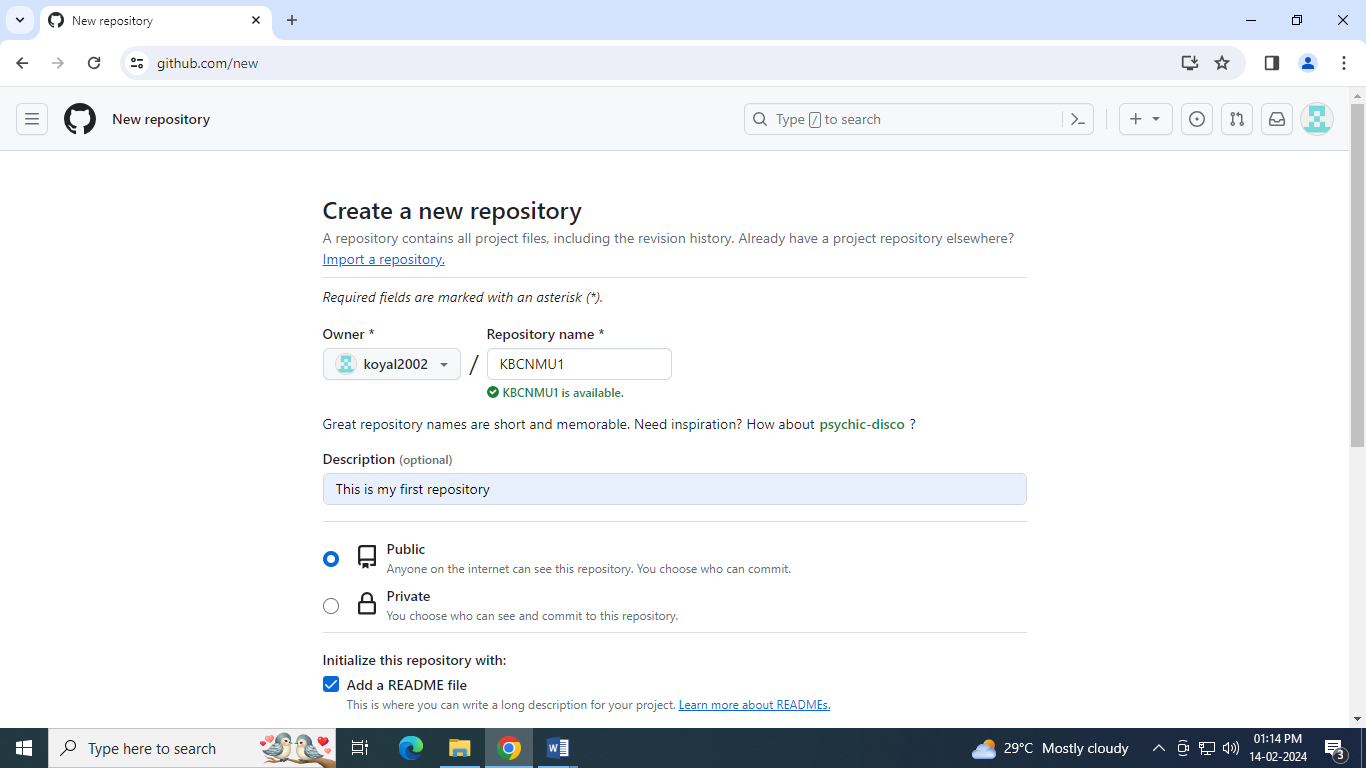 New repository
github.com/new
New repository
Type / to search
Create a new repository
A repository contains all project files, including the revision history. Already have a project repository elsewhere?
Import a repository.
Required fields are marked with an asterisk (*).
Owner *
Repository name *
koyal2002
/
KBCNMU1
KBCNMU1 is available.
Great repository names are short and memorable. Need inspiration? How about psychic-disco ?
Description (optional)
This is my first repository
Public
Anyone on the internet can see this repository. You choose who can commit.
Private
You choose who can see and commit to this repository.
Initialize this repository with:
Add a README file
This is where you can write a long description for your project. Learn more about READMEs.
Type here to search
29°C Mostly cloudy
01:14 PM
14-02-2024
3